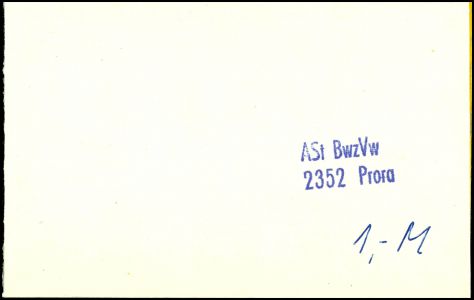 ASt BwzVw
2352 Prora
1,- M